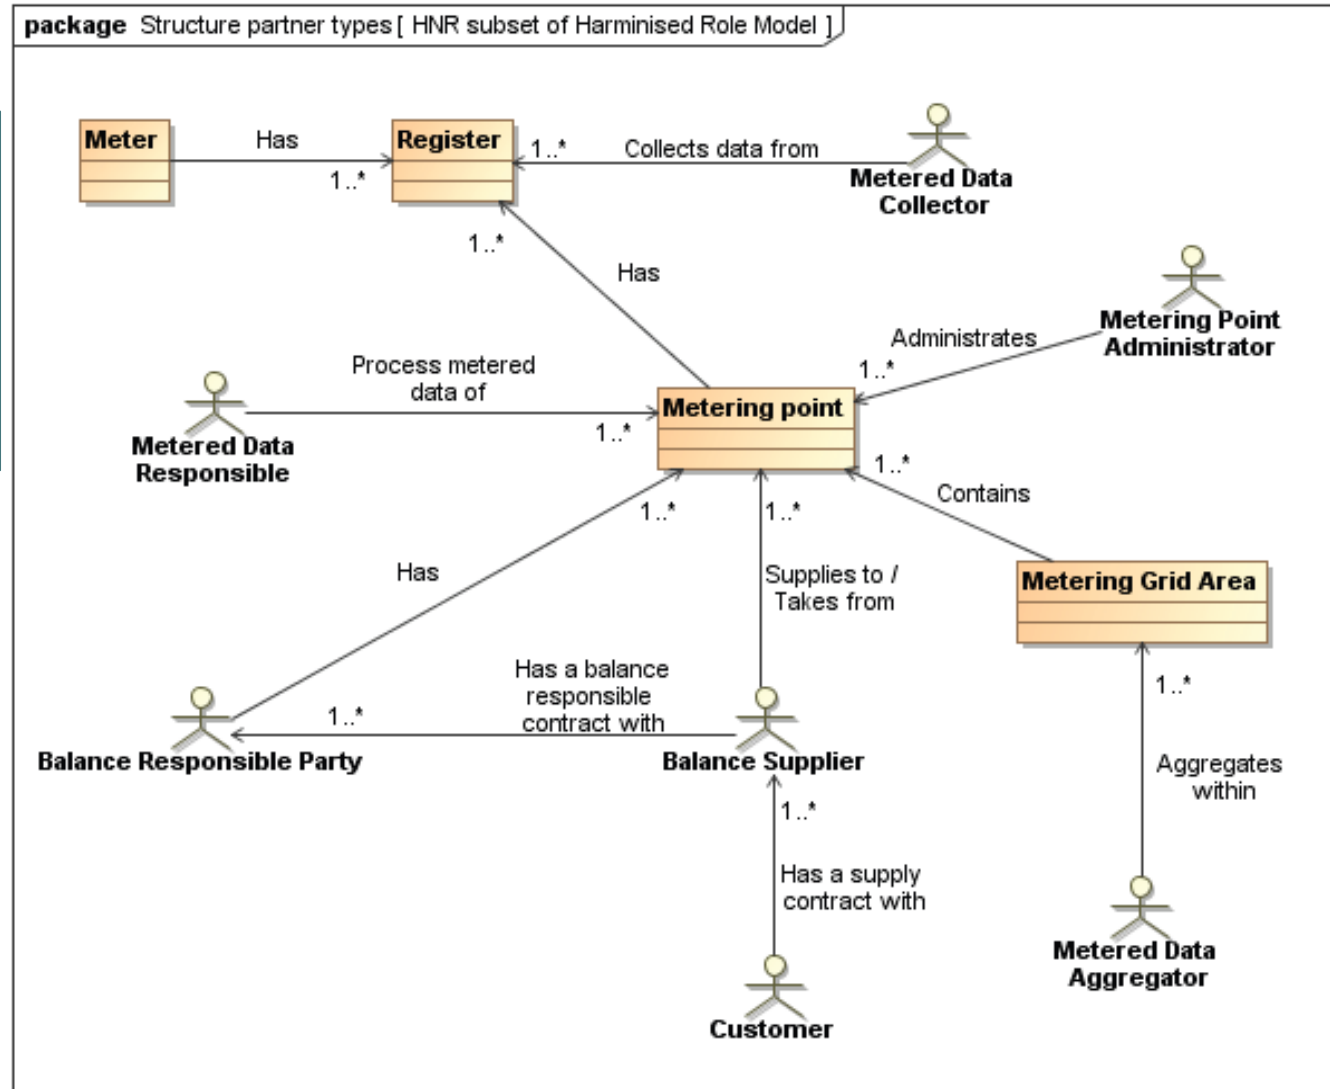 package Structure partner types [ HNR subset of Harminised Role Model ]
Meter
Has
1..*
Register
1..*
Collects data from
Metered Data
Collector
1..*
Has
Metering Point
Administrator
Administrates
1..*
Process metered
data of
1..*
Metered Data
Responsible
Metering point
1..*
Contains
1..*
1..*
Has
Supplies to /
Takes from
Metering Grid Area
1..*
Has a balance
responsible
contract with
1..*
Balance Responsible Party
Balance Supplier
Aggregates
within
1..*
Has a supply
contract with
Metered Data
Aggregator
Customer